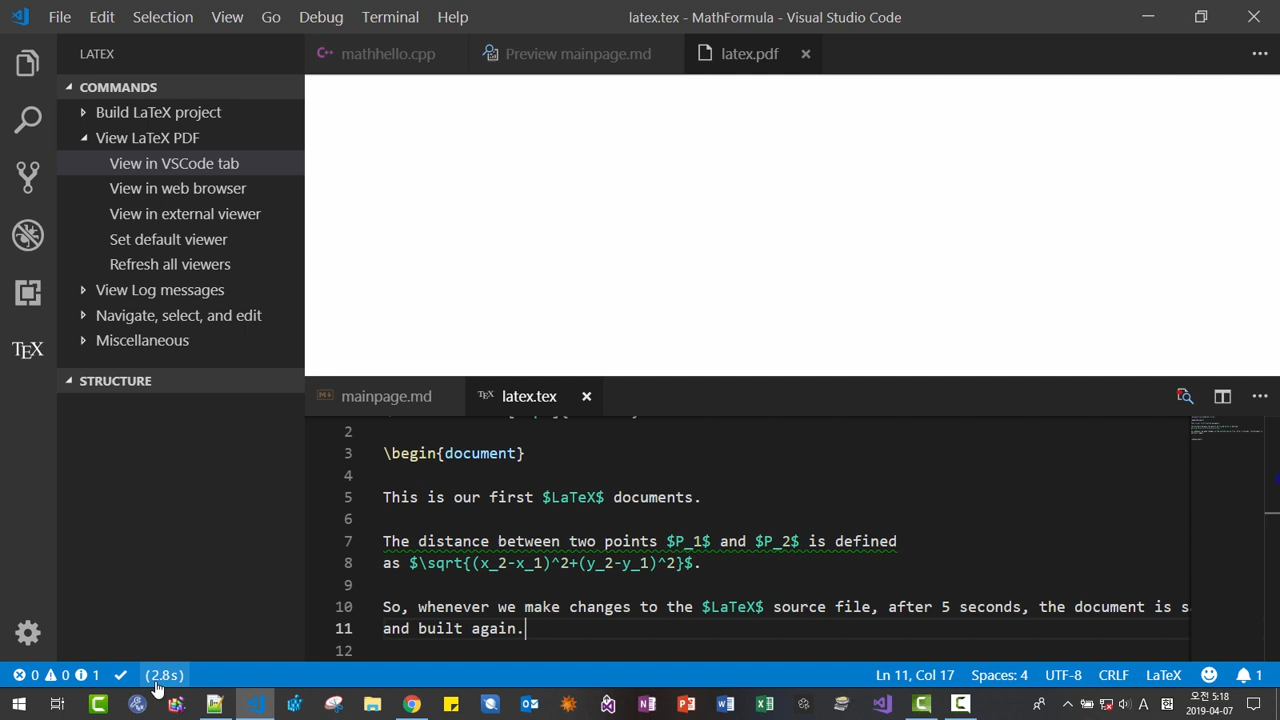 File Edit Selection View Go Debug Terminal Help
latex.tex - MathFormula - Visual Studio Code
LATEX
COMMANDS
Build LaTeX project
View LaTeX PDF
View in VSCode tab
View in web browser
View in external viewer
Set default viewer
Refresh all viewers
View Log messages
Navigate, select, and edit
Miscellaneous
STRUCTURE
TEX
mathhello.cpp
Preview mainpage.md
latex.pdf
mainpage.md
TEX latex.tex
2
3 \begin{document}
4
5 This is our first $LaTeX$ documents.
6
7 The distance between two points $P_1$ and $P_2$ is defined
8 as $\sqrt{(x_2-x_1)^2+(y_2-y_1)^2}$.
9
10 So, whenever we make changes to the $LaTeX$ source file, after 5 seconds, the document is s
11 and built again.
12
0 0 1 (2.8s)
Ln 11, Col 17 Spaces: 4 UTF-8 CRLF LaTeX 1
A 오전 5:18
2019-04-07